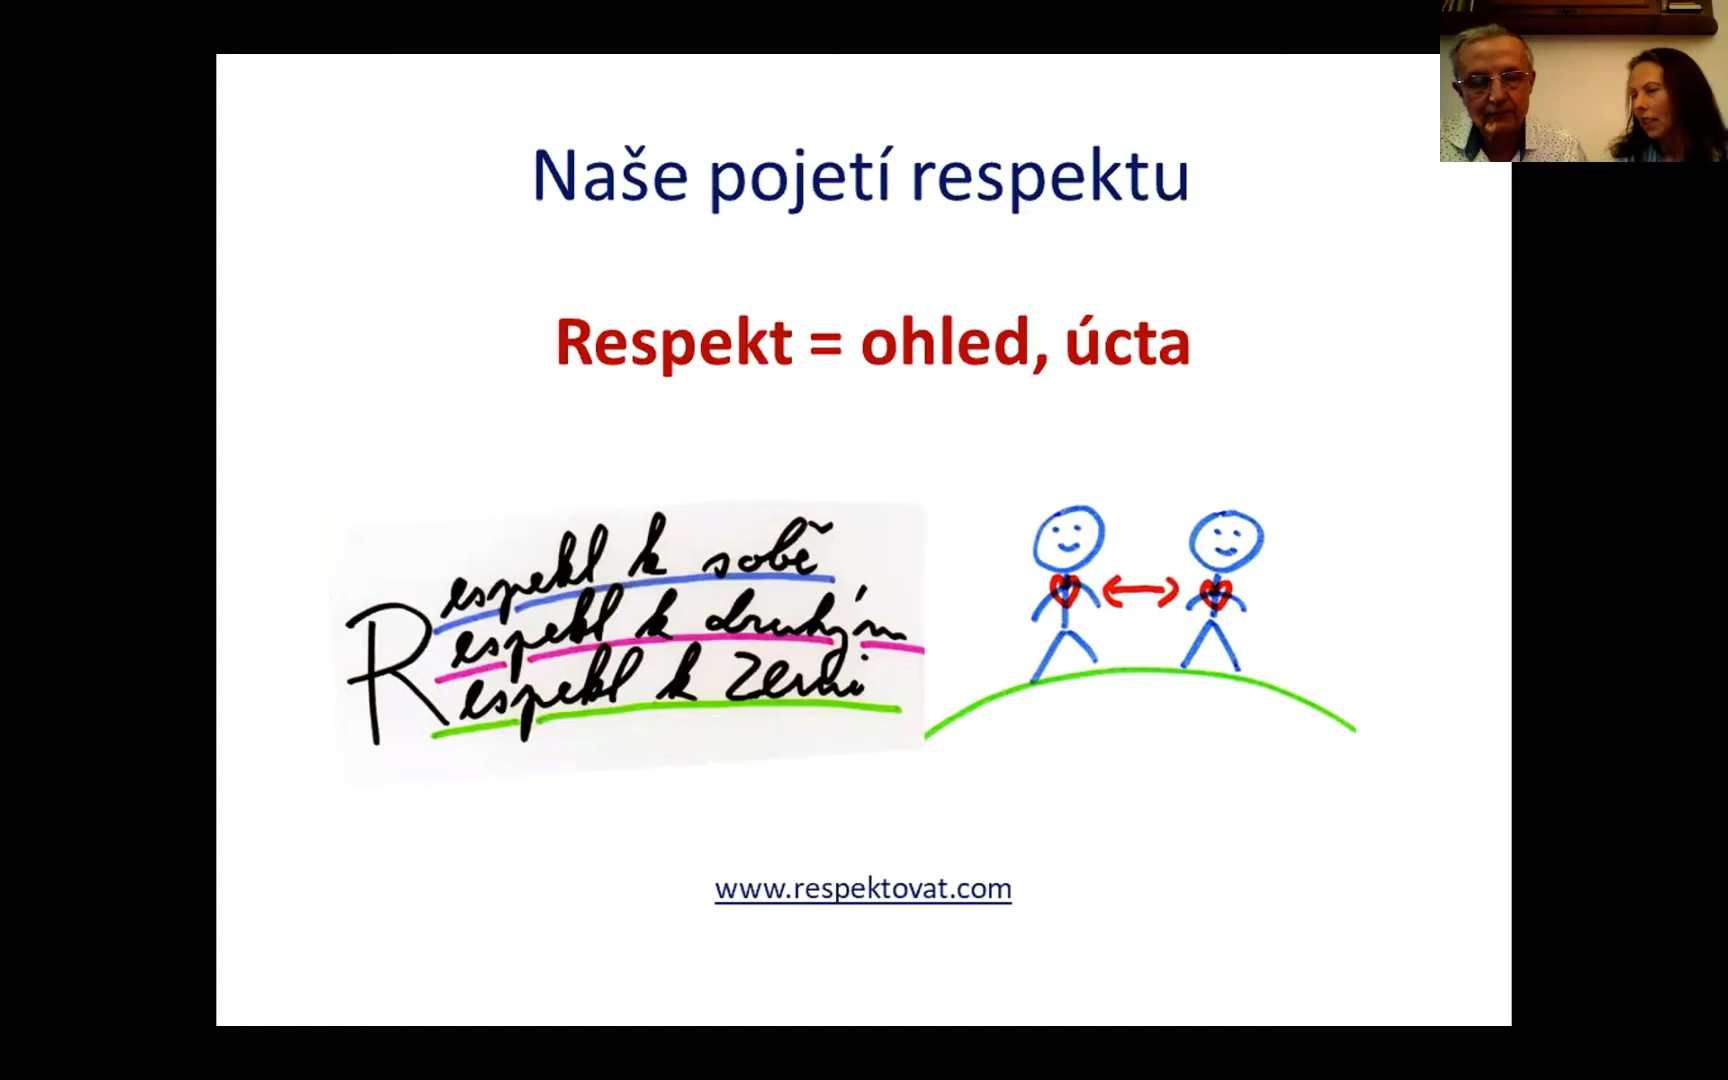 Naše pojetí respektu
Respekt = ohled, úcta
Respekt k sobě
Respekt k druhým
Respekt k Zemi
www.respektovat.com